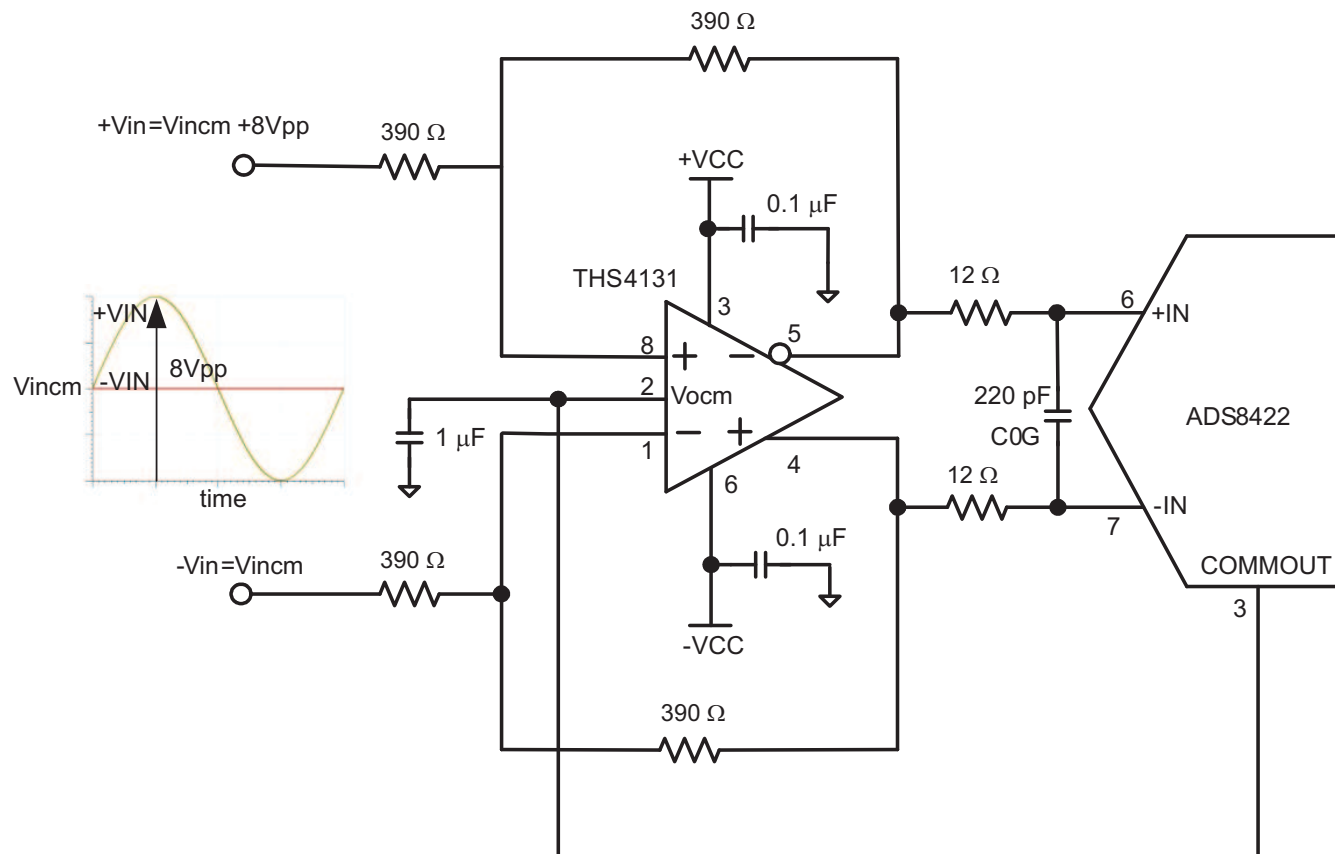 390 Ω
+Vin=Vincm +8Vpp
390 Ω
+VCC
0.1 μF
THS4131
3
12 Ω
+VIN
8
+
−
5
6
+IN
8Vpp
Vincm
-VIN
2
Vocm
220 pF
C0G
ADS8422
1 μF
1
−
+
4
time
6
12 Ω
7
-IN
0.1 μF
-Vin=Vincm
390 Ω
COMMOUT
3
-VCC
390 Ω